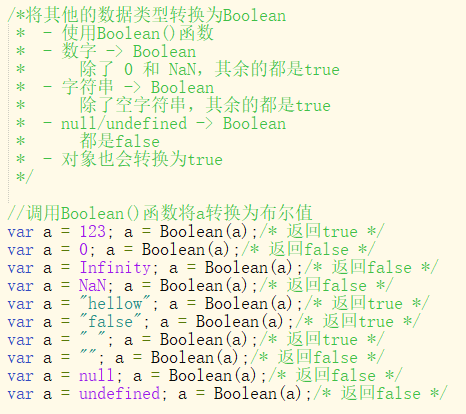 /*将其他的数据类型转换为Boolean
* - 使用Boolean()函数
* - 数字 -> Boolean
* 除了 0 和 NaN, 其余的都是true
* - 字符串 -> Boolean
* 除了空字符串, 其余的都是true
* - null/undefined -> Boolean
* 都是false
* - 对象也会转换为true
*/
//调用Boolean()函数将a转换为布尔值
var a = 123; a = Boolean(a);/* 返回true */
var a = 0; a = Boolean(a);/* 返回false */
var a = Infinity; a = Boolean(a);/* 返回false */
var a = NaN; a = Boolean(a);/* 返回false */
var a = "hellow"; a = Boolean(a);/* 返回true */
var a = "false"; a = Boolean(a);/* 返回true */
var a = " "; a = Boolean(a);/* 返回true */
var a = ""; a = Boolean(a);/* 返回false */
var a = null; a = Boolean(a);/* 返回false */
var a = undefined; a = Boolean(a);/* 返回false */